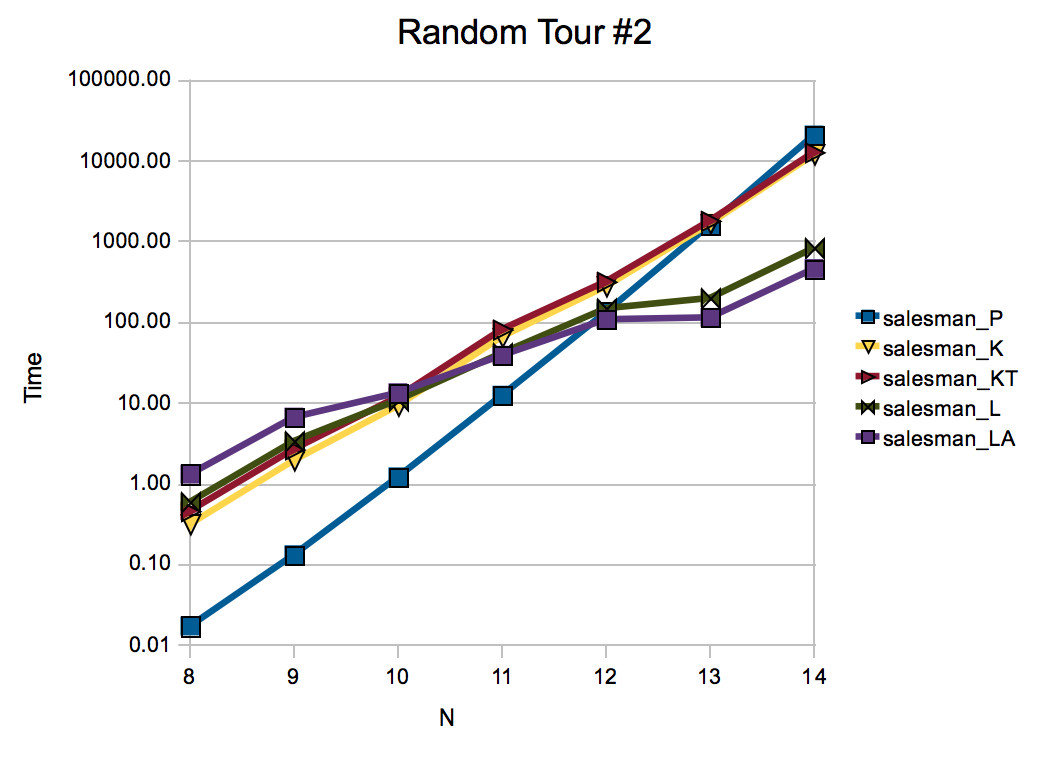 Random Tour #2
100000.00
10000.00
1000.00
100.00
10.00
1.00
0.10
0.01
Time
8 9 10 11 12 13 14
N
salesman_P
salesman_K
salesman_KT
salesman_L
salesman_LA